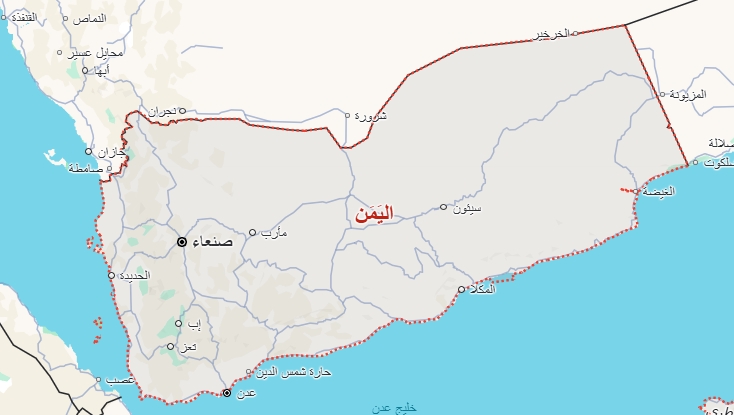 القنفذة
النماص
محايل عسير
أبها
الخرخير
المزيونة
نجران
شرورة
جازان
صامطة
صلالة
سلكوت
الغيضة
سيئون
اليَمَن
مأرب
صنعاء
الحديدة
المكلا
إب
تعز
حارة شمس الدين
عصب
عدن
خليج عدن